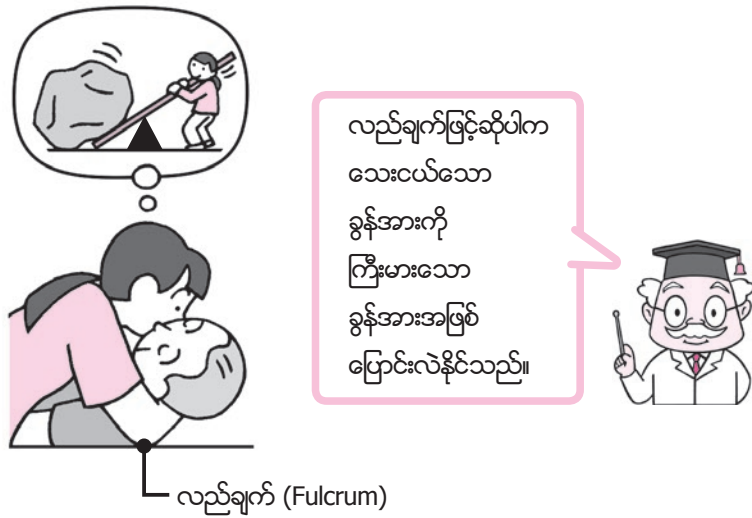 လည်ချက်ဖြင့်ဆိုပါက
သေးငယ်သော
ခွန်အားကို
ကြီးမားသော
ခွန်အားအဖြစ်
ပြောင်းလဲနိုင်သည်။
လည်ချက် (Fulcrum)